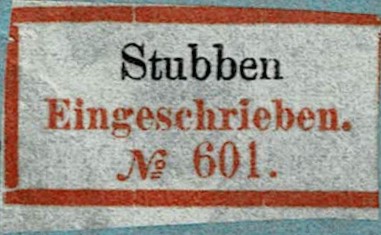 Stubben
Eingeschrieben.
№ 601.